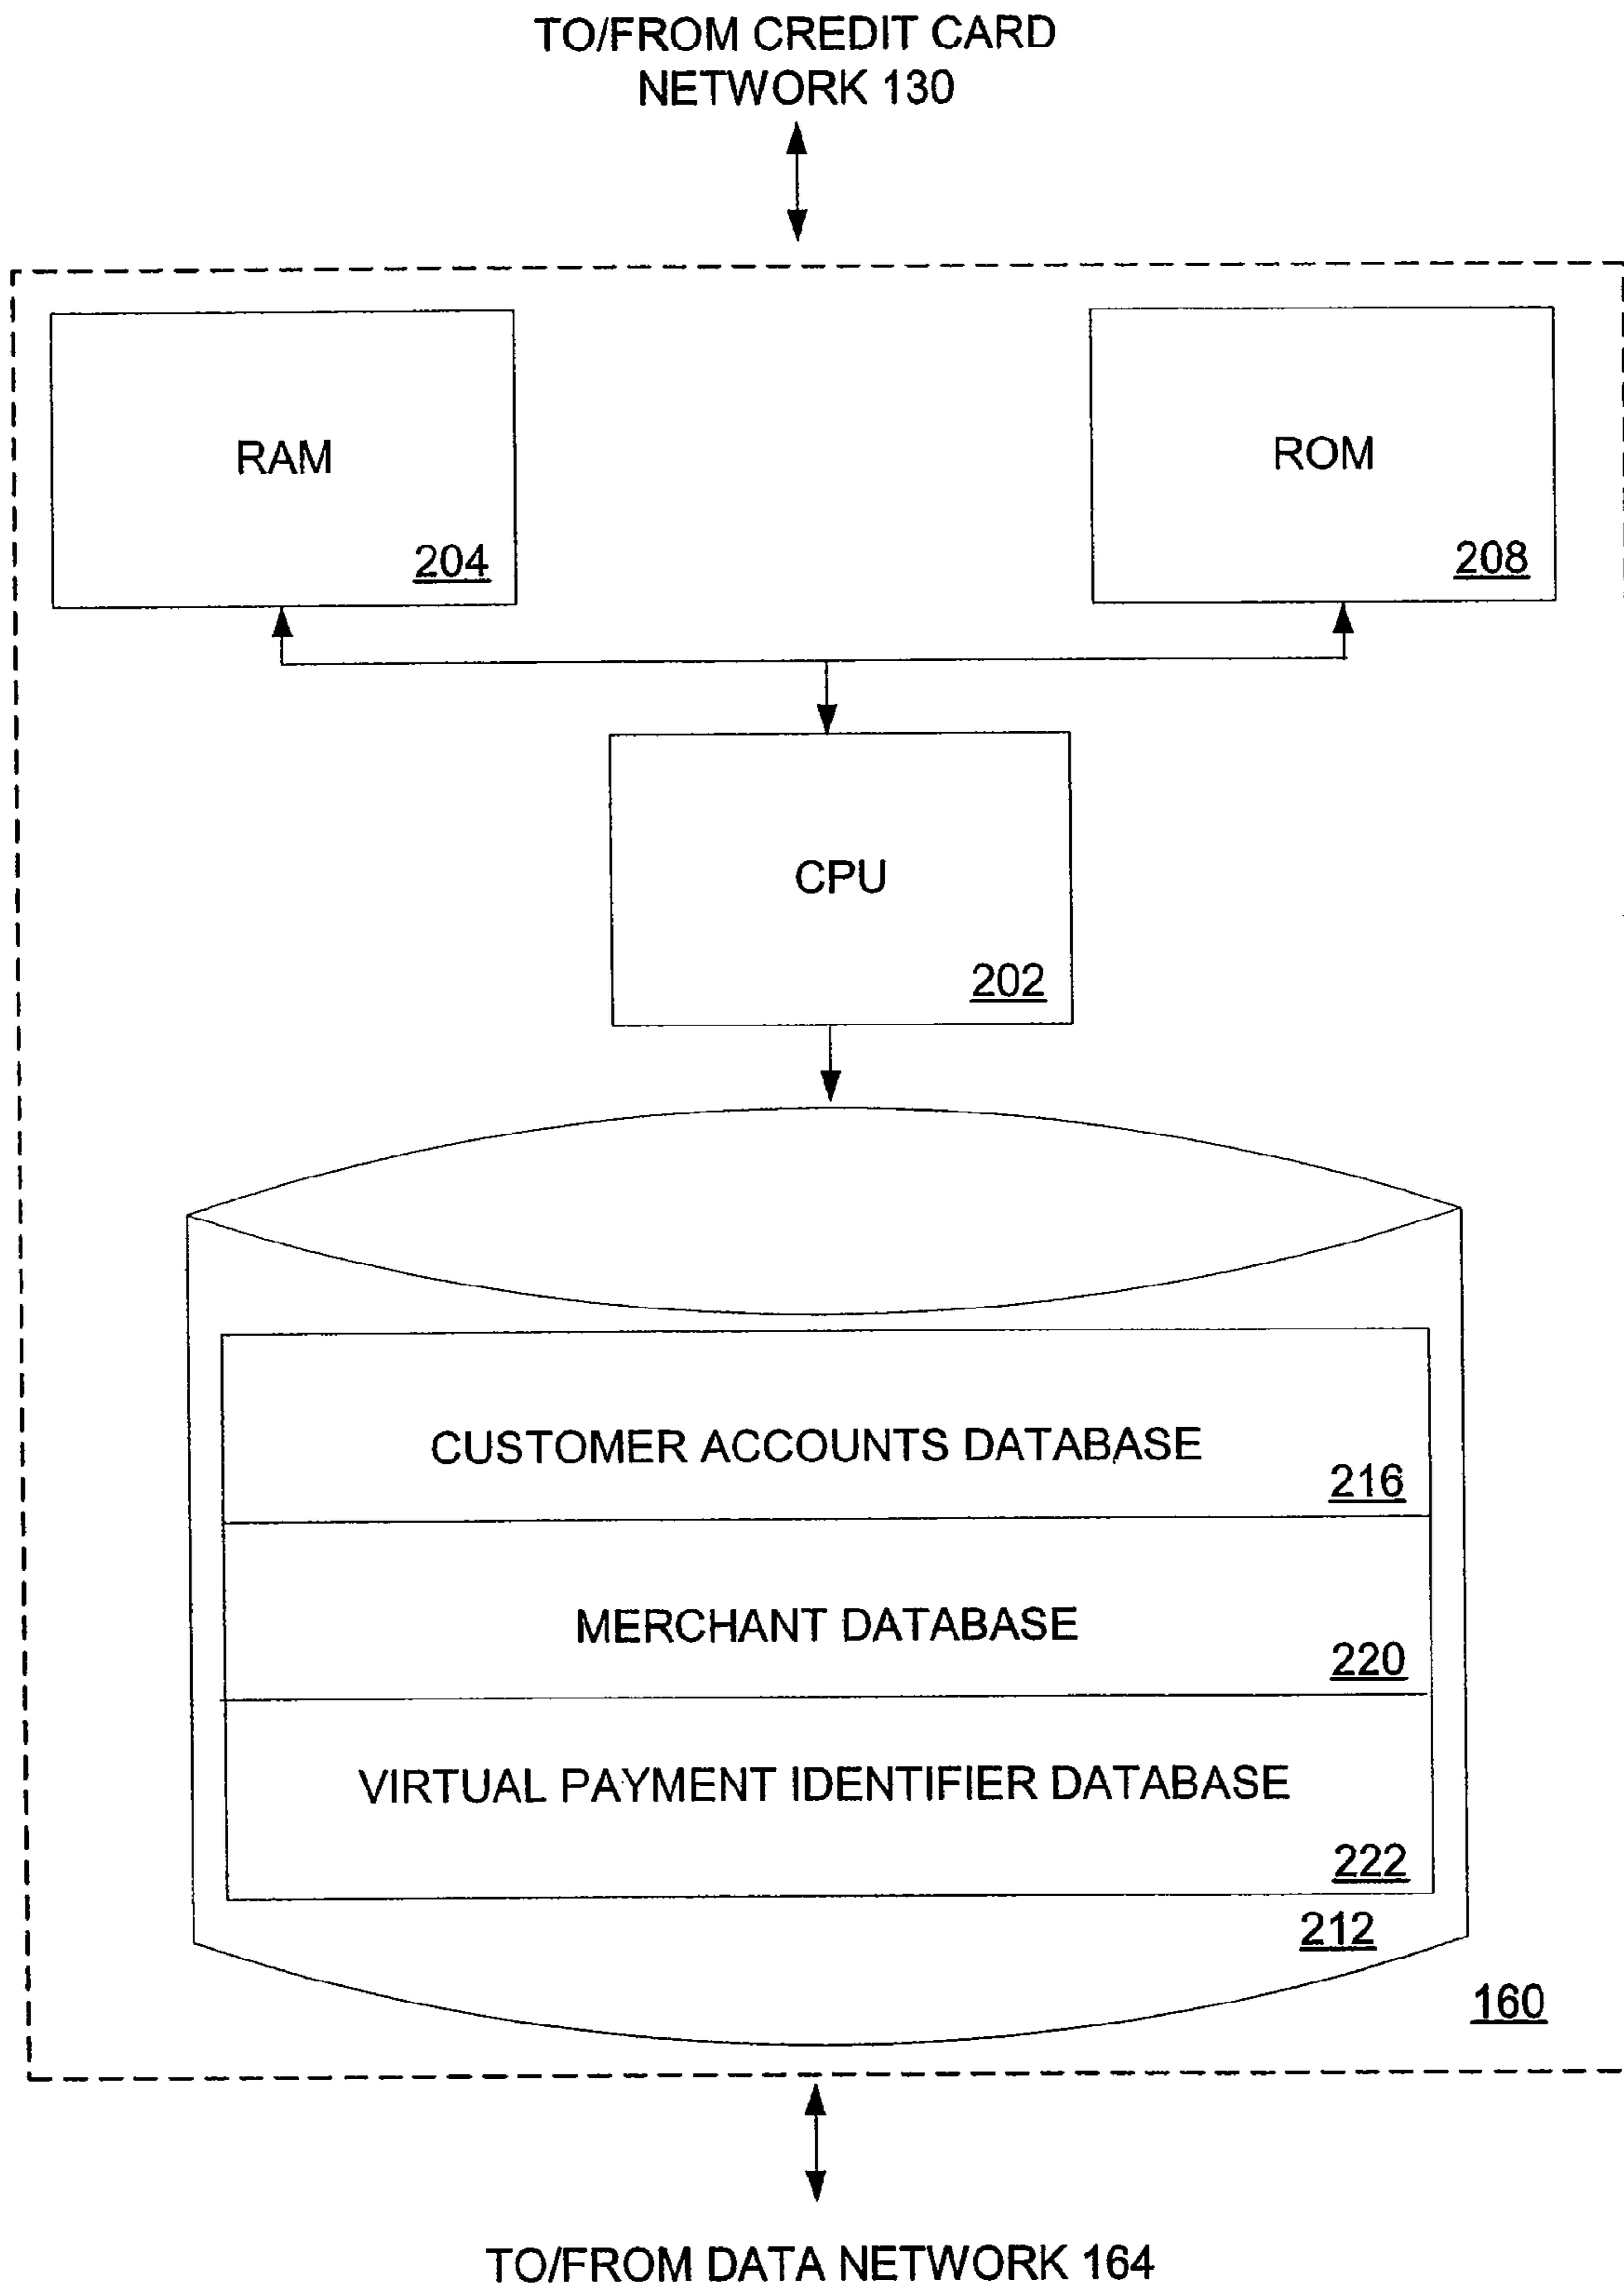 TO/FROM CREDIT CARD
NETWORK 130
RAM
204
ROM
208
CPU
202
CUSTOMER ACCOUNTS DATABASE
216
MERCHANT DATABASE
220
VIRTUAL PAYMENT IDENTIFIER DATABASE
222
212
160
TO/FROM DATA NETWORK 164